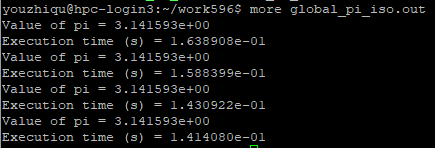 youzhiqu@hpc-login3:~/work596$ more global_pi_iso.out
Value of pi = 3.141593e+00
Execution time (s) = 1.638908e-01
Value of pi = 3.141593e+00
Execution time (s) = 1.588399e-01
Value of pi = 3.141593e+00
Execution time (s) = 1.430922e-01
Value of pi = 3.141593e+00
Execution time (s) = 1.414080e-01